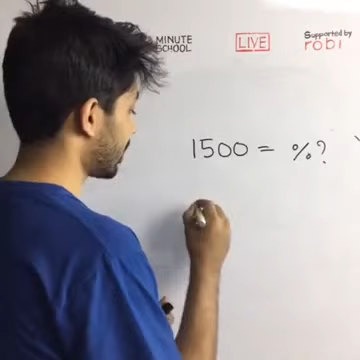 MINUTE
SCHOOL
LIVE
Supported by
robi
1500 = %?